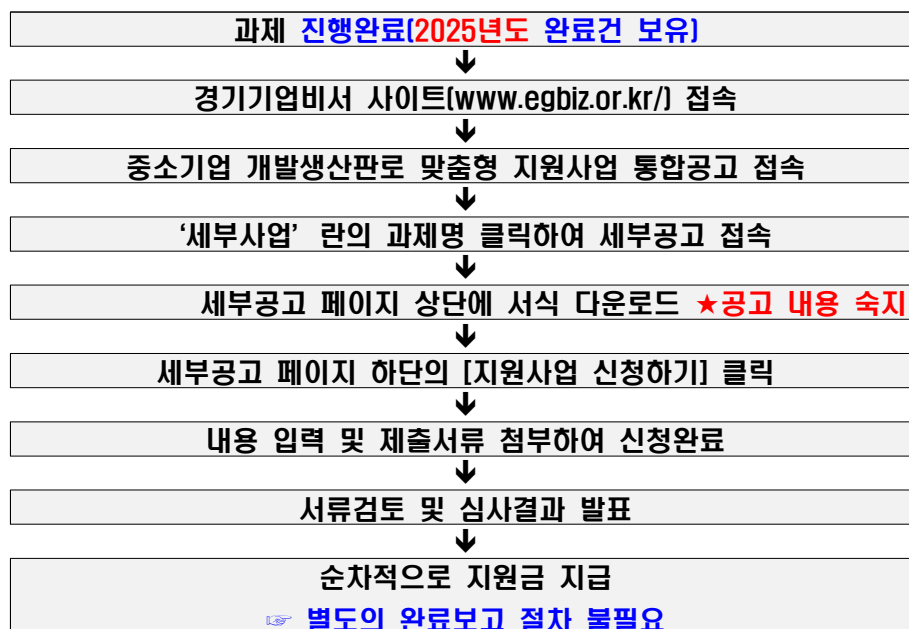 과제 진행완료(2025년도 완료건 보유)
↓
경기기업비서 사이트(www.egbiz.or.kr/) 접속
↓
중소기업 개발생산판로 맞춤형 지원사업 통합공고 접속
↓
‘세부사업’ 란의 과제명 클릭하여 세부공고 접속
↓
세부공고 페이지 상단에 서식 다운로드 ★공고 내용 숙지
↓
세부공고 페이지 하단의 [지원사업 신청하기] 클릭
↓
내용 입력 및 제출서류 첨부하여 신청완료
↓
서류검토 및 심사결과 발표
↓
순차적으로 지원금 지급
☞ 별도의 완료보고 절차 불필요